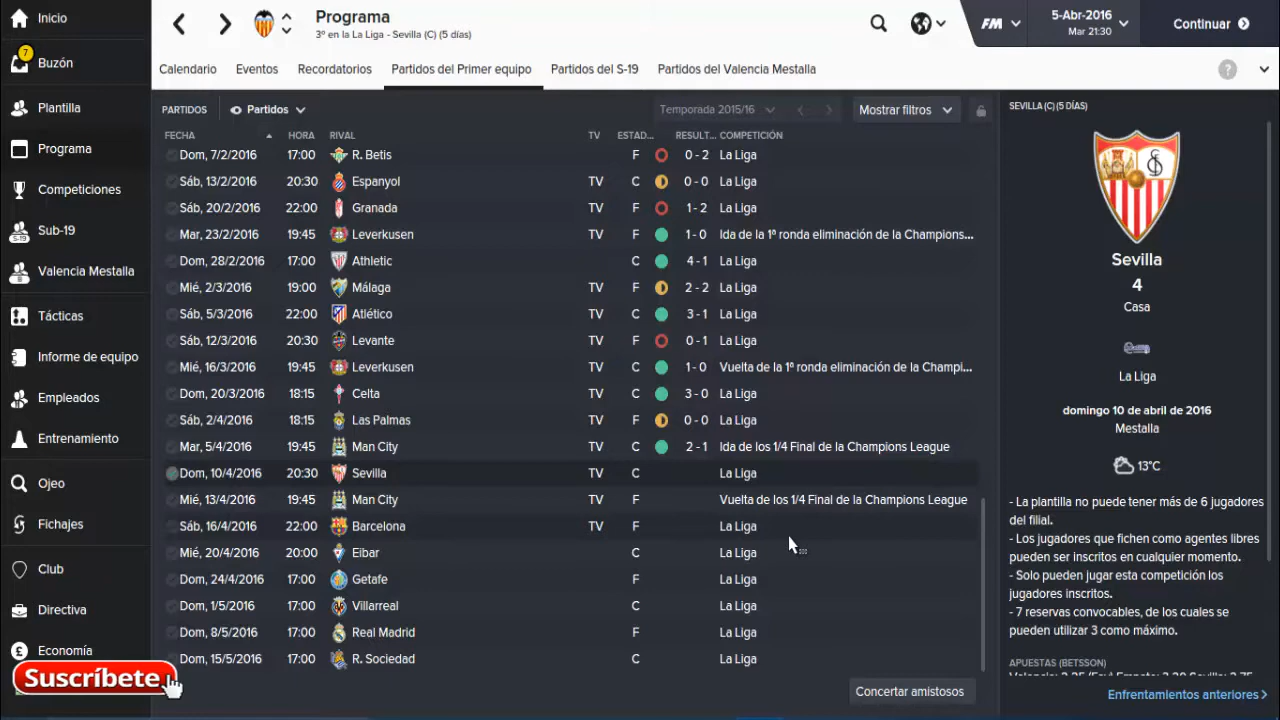 Inicio
7
Buzón
Plantilla
Programa
Competiciones
S-19
Sub-19
Valencia Mestalla
Tácticas
Informe de equipo
Empleados
Entrenamiento
Ojeo
Fichajes
Club
Directiva
Economía
Suscríbete
Programa
3º en la La Liga - Sevilla (C) (5 días)
FM
5-Abr-2016
Mar 21:30
Continuar
Calendario Eventos Recordatorios Partidos del Primer equipo Partidos del S-19 Partidos del Valencia Mestalla
?
PARTIDOS Partidos Temporada 2015/16 Mostrar filtros
FECHA HORA RIVAL TV ESTAD... RESULT... COMPETICIÓN
Dom, 7/2/2016 17:00 R. Betis F 0 - 2 La Liga
Sáb, 13/2/2016 20:30 Espanyol TV C 0 - 0 La Liga
Sáb, 20/2/2016 22:00 Granada TV F 1 - 2 La Liga
Mar, 23/2/2016 19:45 Leverkusen TV F 1 - 0 Ida de la 1ª ronda eliminación de la Champions...
Dom, 28/2/2016 17:00 Athletic C 4 - 1 La Liga
Mié, 2/3/2016 19:00 Málaga TV F 2 - 2 La Liga
Sáb, 5/3/2016 22:00 Atlético TV C 3 - 1 La Liga
Sáb, 12/3/2016 20:30 Levante TV F 0 - 1 La Liga
Mié, 16/3/2016 19:45 Leverkusen TV C 1 - 0 Vuelta de la 1ª ronda eliminación de la Champi...
Dom, 20/3/2016 18:15 Celta TV C 3 - 0 La Liga
Sáb, 2/4/2016 18:15 Las Palmas TV F 0 - 0 La Liga
Mar, 5/4/2016 19:45 Man City TV C 2 - 1 Ida de los 1/4 Final de la Champions League
Dom, 10/4/2016 20:30 Sevilla TV C La Liga
Mié, 13/4/2016 19:45 Man City TV F Vuelta de los 1/4 Final de la Champions League
Sáb, 16/4/2016 22:00 Barcelona TV F La Liga
Mié, 20/4/2016 20:00 Eibar C La Liga
Dom, 24/4/2016 17:00 Getafe F La Liga
Dom, 1/5/2016 17:00 Villarreal C La Liga
Dom, 8/5/2016 17:00 Real Madrid F La Liga
Dom, 15/5/2016 17:00 R. Sociedad C La Liga
Concertar amistosos
SEVILLA (C) (5 DÍAS)
Sevilla
4
Casa
La Liga
domingo 10 de abril de 2016
Mestalla
13°C
- La plantilla no puede tener más de 6 jugadores
del filial.
- Los jugadores que fichen como agentes libres
pueden ser inscritos en cualquier momento.
- Solo pueden jugar esta competición los
jugadores inscritos.
- 7 reservas convocables, de los cuales se
pueden utilizar 3 como máximo.
APUESTAS (BETSSON)
Enfrentamientos anteriores >